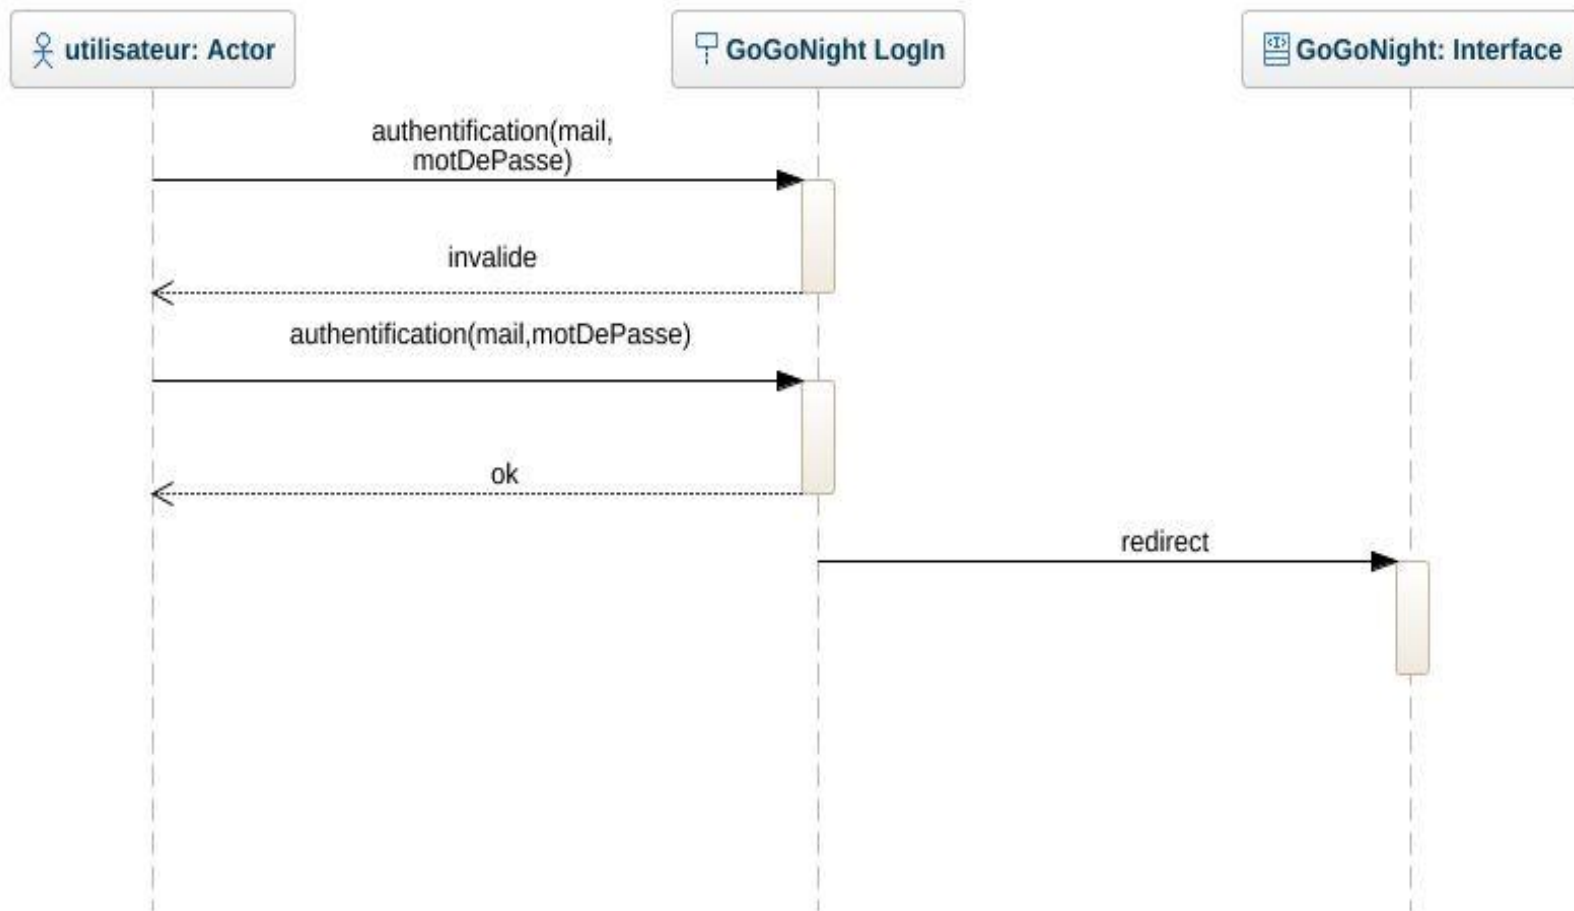 utilisateur: Actor
GoGoNight LogIn
GoGoNight: Interface
authentification(mail,
motDePasse)
invalide
authentification(mail,motDePasse)
ok
redirect